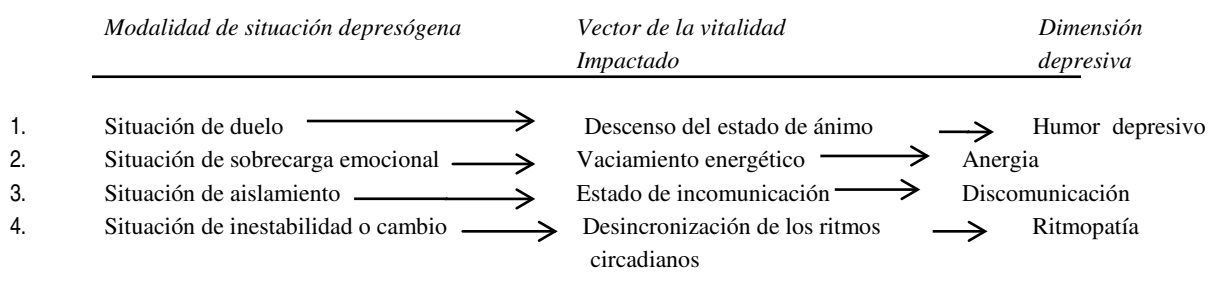 Modalidad de situación depresógena Vector de la vitalidad Dimensión
Impactado depresiva
1. Situación de duelo Descenso del estado de ánimo Humor depresivo
2. Situación de sobrecarga emocional Vaciamiento energético Anergia
3. Situación de aislamiento Estado de incomunicación Discomunicación
4. Situación de inestabilidad o cambio Desincronización de los ritmos Ritmopatía
circadianos